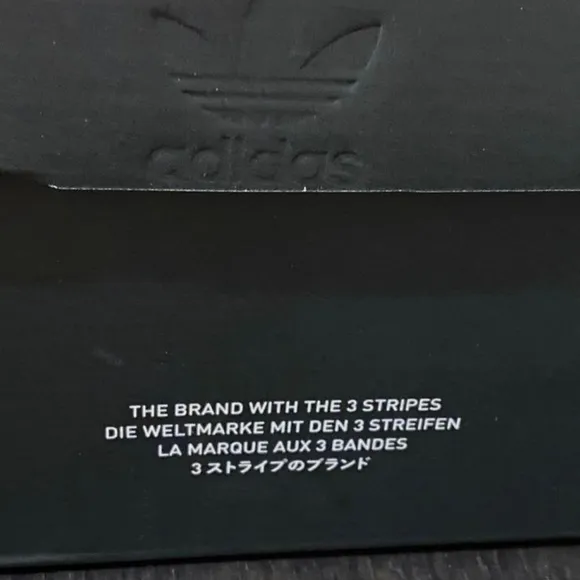 adidas
THE BRAND WITH THE 3 STRIPES
DIE WELTMARKE MIT DEN 3 STREIFEN
LA MARQUE AUX 3 BANDES
3 ストライプのブランド